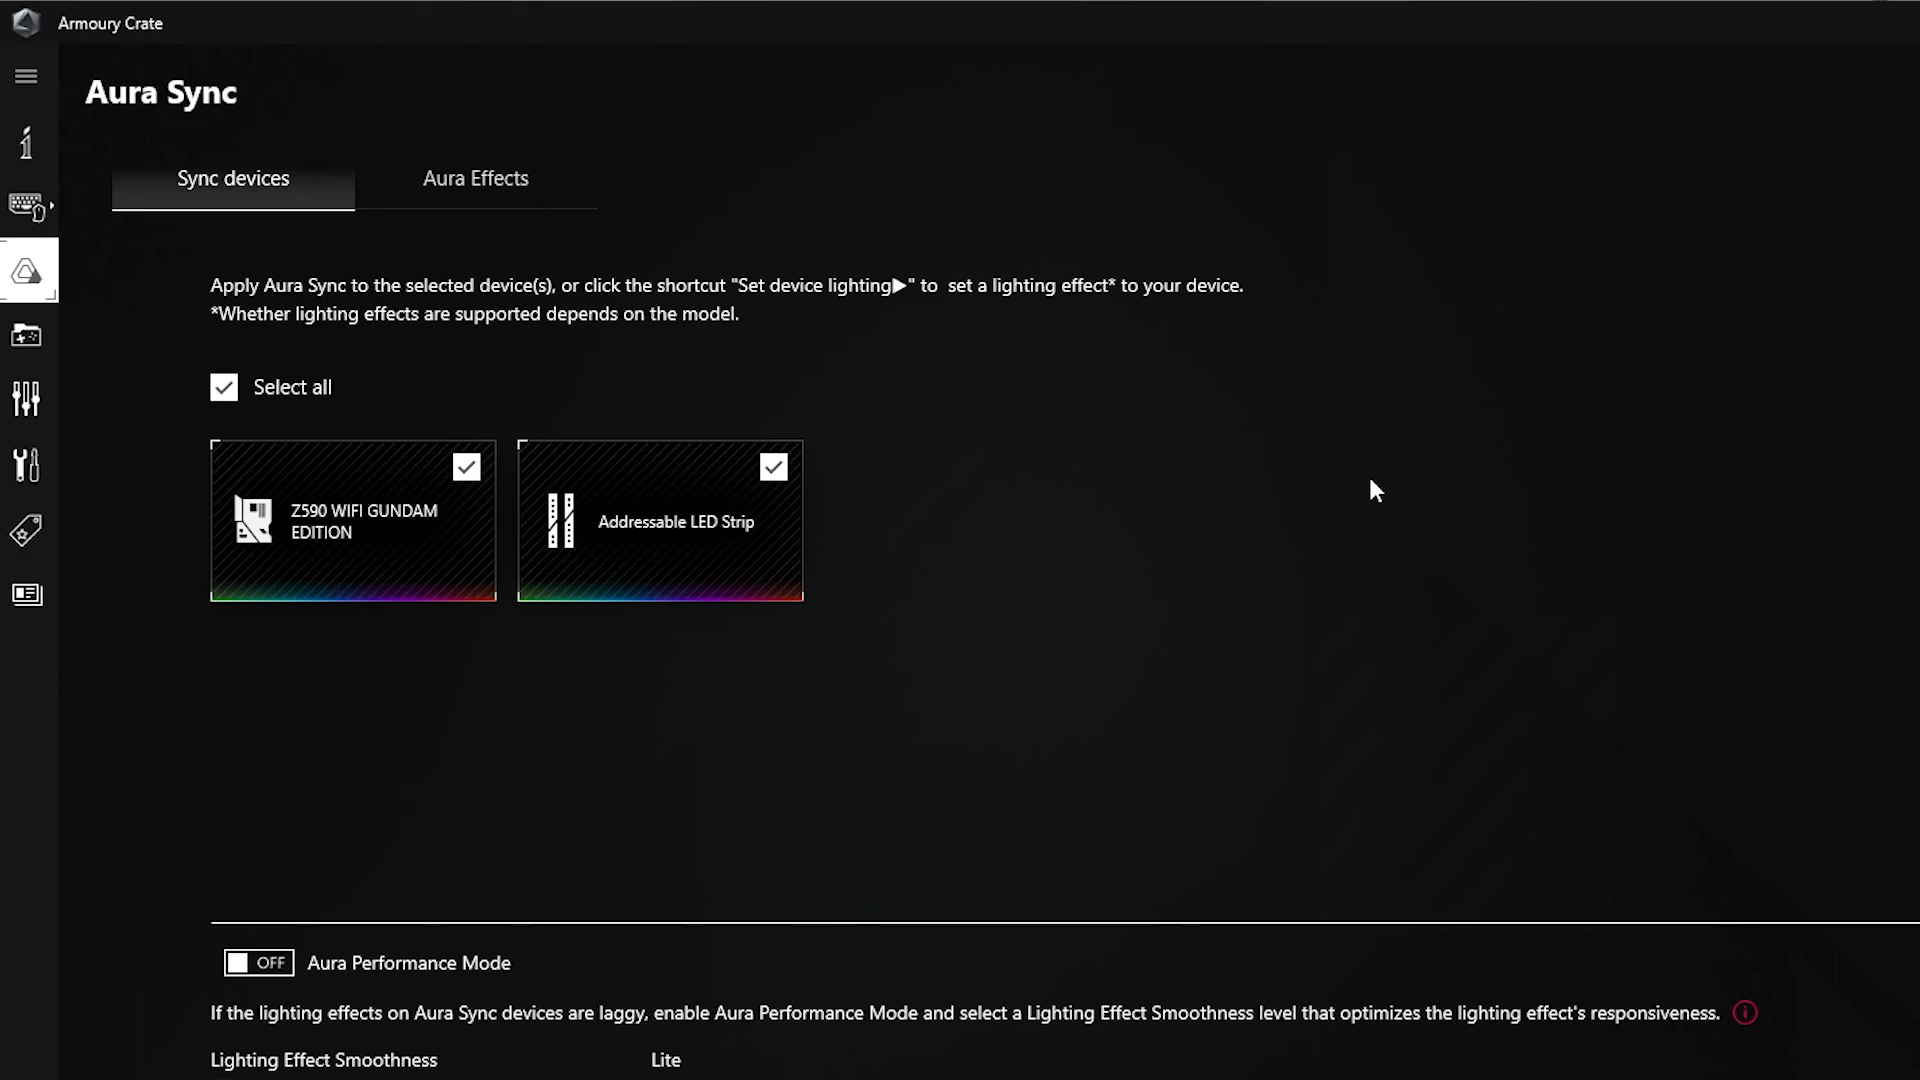 Armoury Crate
Aura Sync
Sync devices
Aura Effects
Apply Aura Sync to the selected device(s), or click the shortcut "Set device lighting▶" to  set a lighting effect* to your device.
*Whether lighting effects are supported depends on the model.
Select all
Z590 WIFI GUNDAM
EDITION
Addressable LED Strip
OFF
Aura Performance Mode
If the lighting effects on Aura Sync devices are laggy, enable Aura Performance Mode and select a Lighting Effect Smoothness level that optimizes the lighting effect's responsiveness.
Lighting Effect Smoothness
Lite